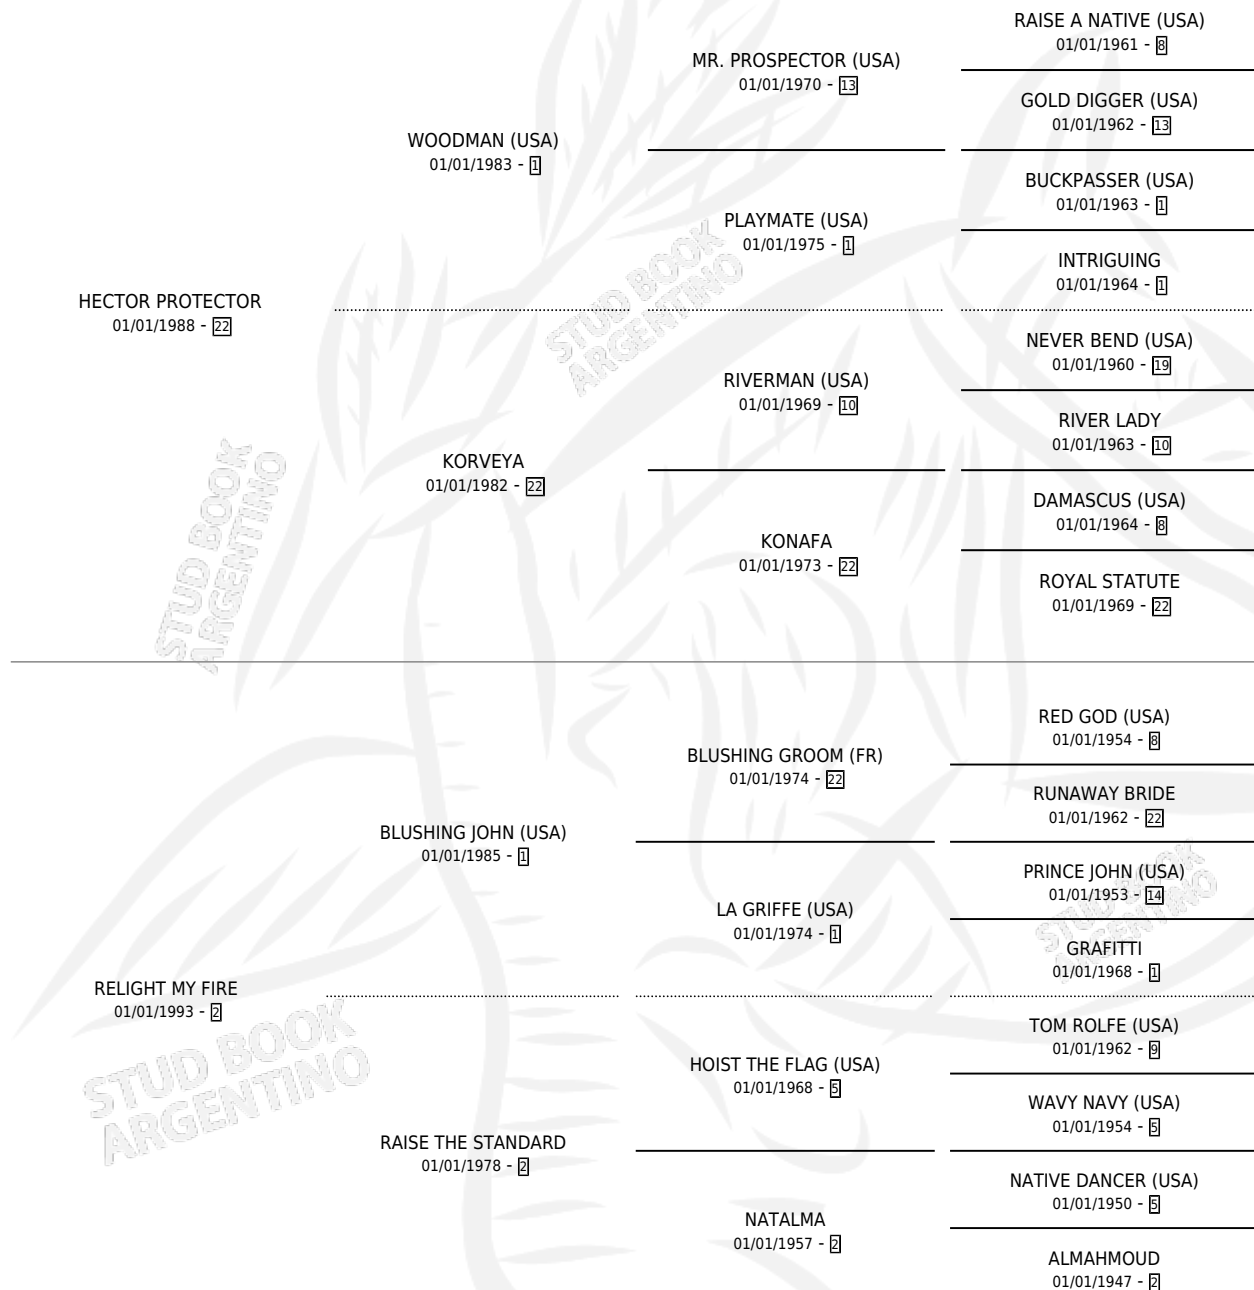 RAISE A NATIVE (USA)
01/01/1961 - 8
MR. PROSPECTOR (USA)
01/01/1970 - 13
GOLD DIGGER (USA)
01/01/1962 - 13
WOODMAN (USA)
01/01/1983 - 1
BUCKPASSER (USA)
01/01/1963 - 1
PLAYMATE (USA)
01/01/1975 - 1
INTRIGUING
01/01/1964 - 1
HECTOR PROTECTOR
01/01/1988 - 22
NEVER BEND (USA)
01/01/1960 - 19
RIVERMAN (USA)
01/01/1969 - 10
RIVER LADY
01/01/1963 - 10
KORVEYA
01/01/1982 - 22
DAMASCUS (USA)
01/01/1964 - 8
KONAFA
01/01/1973 - 22
ROYAL STATUTE
01/01/1969 - 22
RED GOD (USA)
01/01/1954 - 8
BLUSHING GROOM (FR)
01/01/1974 - 22
RUNAWAY BRIDE
01/01/1962 - 22
BLUSHING JOHN (USA)
01/01/1985 - 1
PRINCE JOHN (USA)
01/01/1953 - 14
LA GRIFFE (USA)
01/01/1974 - 1
GRAFITTI
01/01/1968 - 1
RELIGHT MY FIRE
01/01/1993 - 2
TOM ROLFE (USA)
01/01/1962 - 9
HOIST THE FLAG (USA)
01/01/1968 - 5
WAVY NAVY (USA)
01/01/1954 - 5
RAISE THE STANDARD
01/01/1978 - 2
NATIVE DANCER (USA)
01/01/1950 - 5
NATALMA
01/01/1957 - 2
ALMAHMOUD
01/01/1947 - 2
STUD BOOK
ARGENTINO
STUD BOOK
ARGENTINO
STUD BOOK
ARGENTINO
STUD BOOK
ARGENTINO